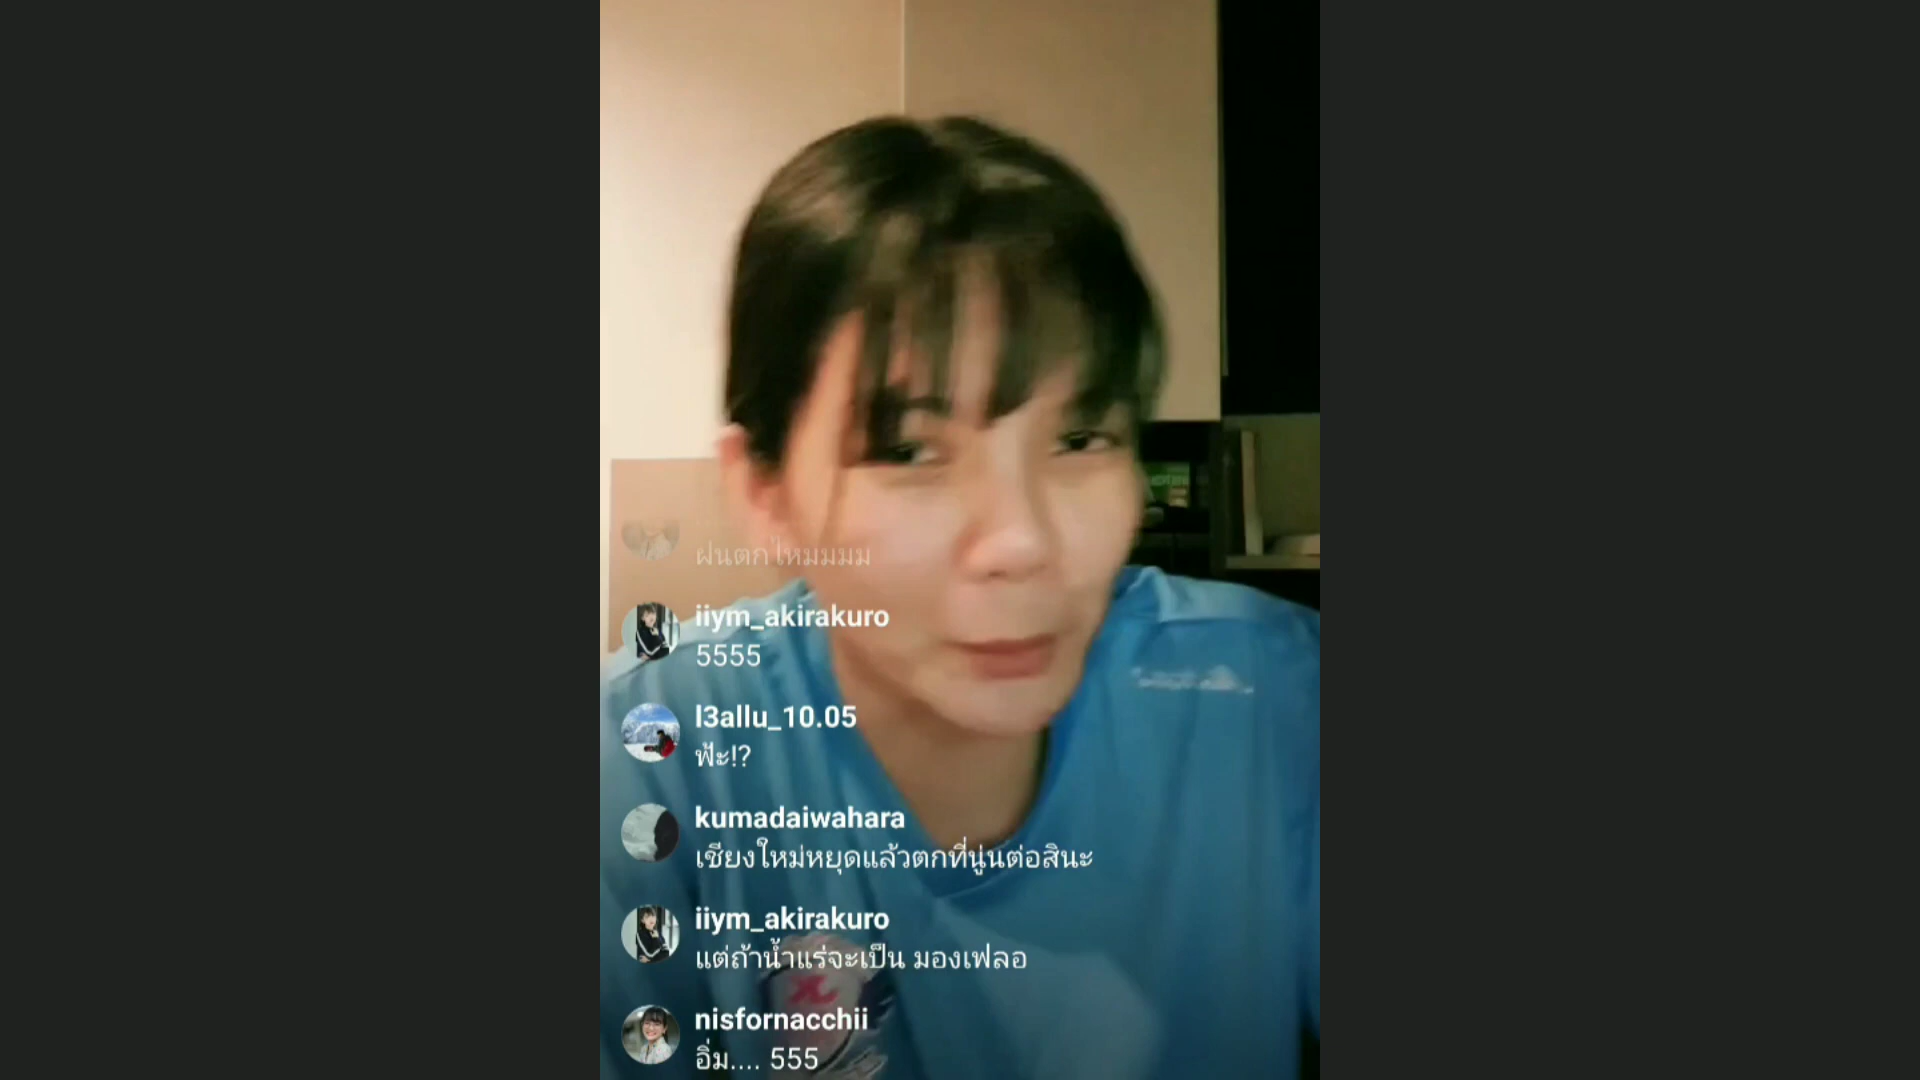 ฝนตกไหมมมม
iiym_akirakuro
5555
l3allu_10.05
ฟ้ะ!?
kumadaiwahara
เชียงใหม่หยุดแล้วตกที่นู่นต่อสินะ
iiym_akirakuro
แต่ถ้าน้ำแร่จะเป็น มองเฟลอ
nisfornacchii
อิ่ม.... 555